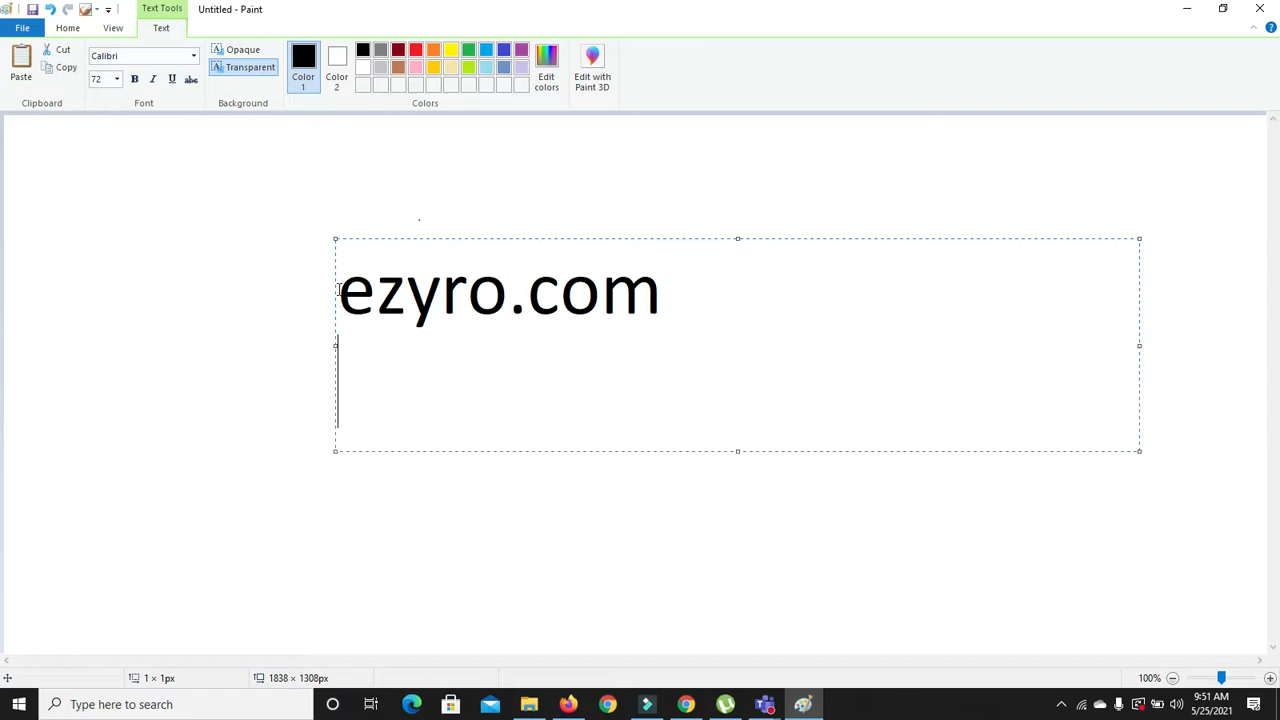 Text Tools
Untitled - Paint
File
Home
View
Text
Paste
Cut
Copy
Clipboard
Calibri
72
B I U abc
Font
Opaque
Transparent
Background
Color 1
Color 2
Edit colors
Colors
Edit with Paint 3D
ezyro.com
1 × 1px
1838 × 1308px
100%
Type here to search
9:51 AM
5/25/2021